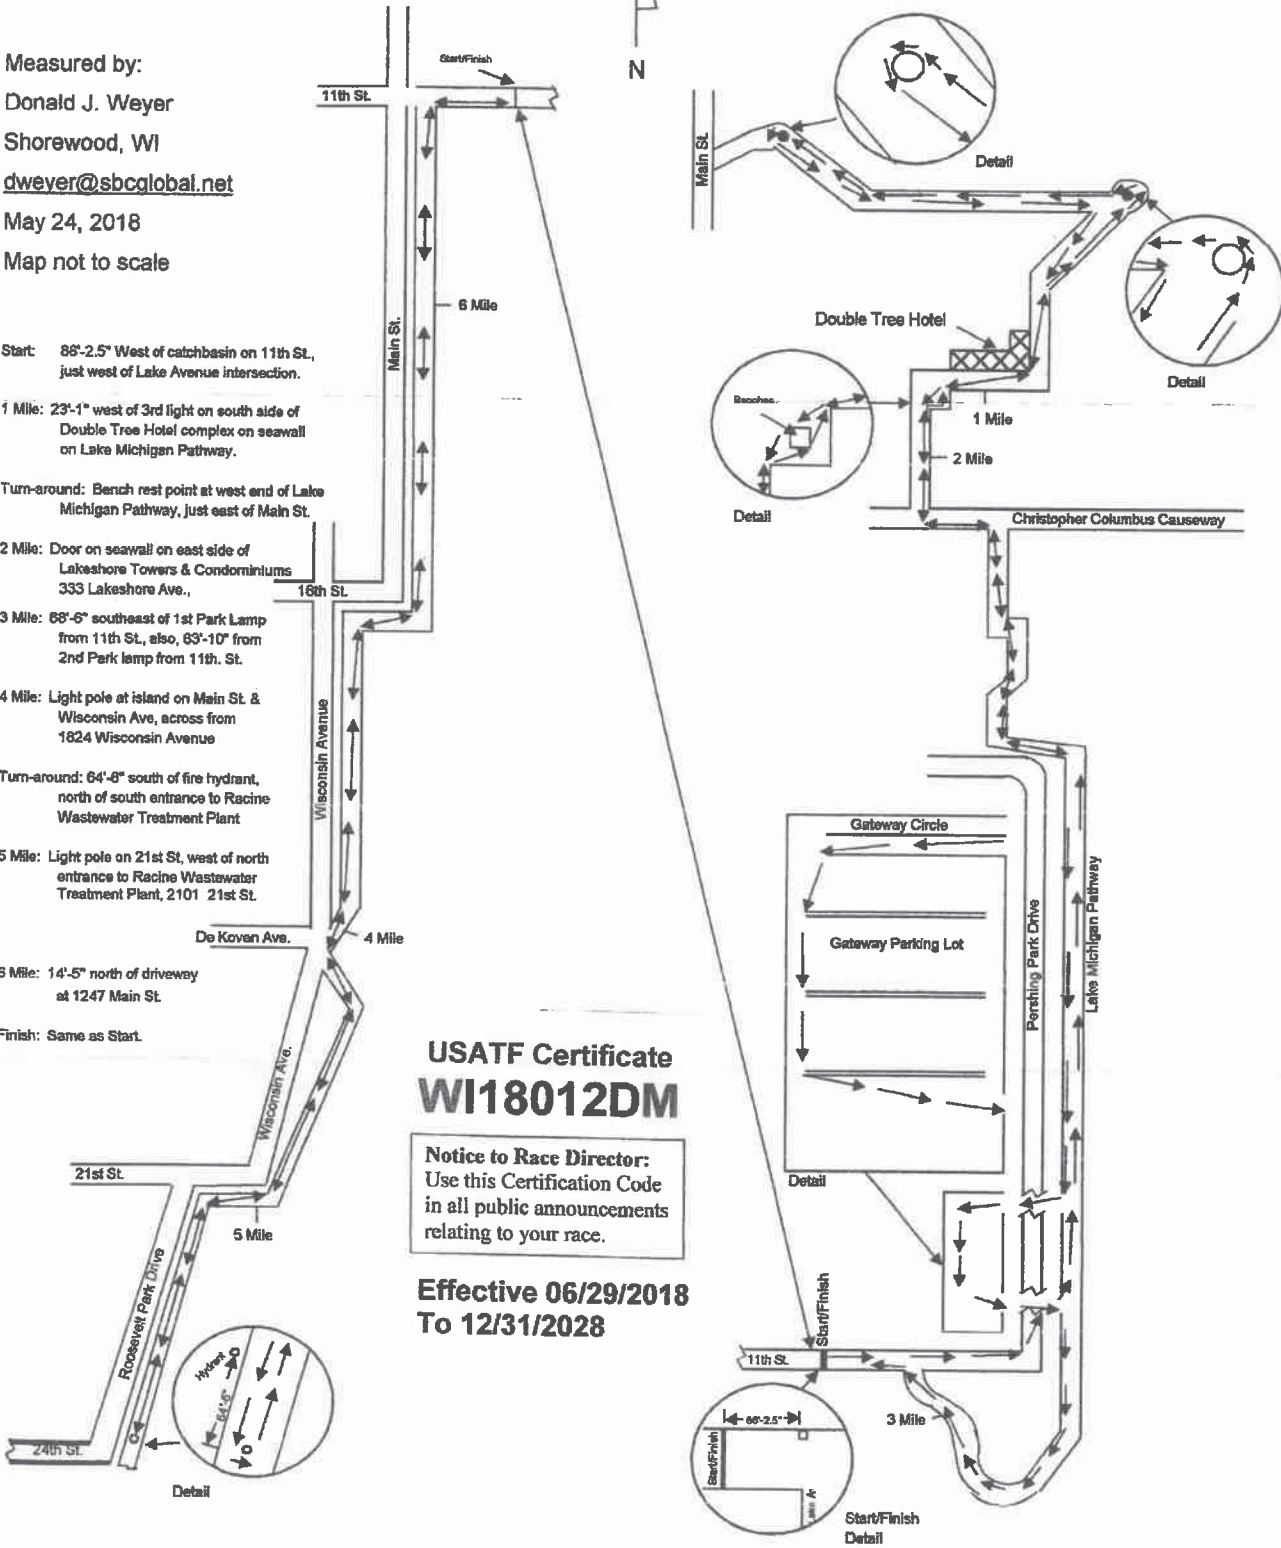 Measured by:
Donald J. Weyer
Shorewood, WI
dweyer@sbcglobal.net
May 24, 2018
Map not to scale
Start: 86'-2.5" West of catchbasin on 11th St.,
just west of Lake Avenue intersection.
1 Mile: 23'-1" west of 3rd light on south side of
Double Tree Hotel complex on seawall
on Lake Michigan Pathway.
Turn-around: Bench rest point at west end of Lake
Michigan Pathway, just east of Main St.
2 Mile: Door on seawall on east side of
Lakeshore Towers & Condominiums
333 Lakeshore Ave.,
3 Mile: 68'-6" southeast of 1st Park Lamp
from 11th St., also, 63'-10" from
2nd Park lamp from 11th. St.
4 Mile: Light pole at island on Main St. &
Wisconsin Ave, across from
1824 Wisconsin Avenue
Turn-around: 64'-6" south of fire hydrant,
north of south entrance to Racine
Wastewater Treatment Plant
5 Mile: Light pole on 21st St, west of north
entrance to Racine Wastewater
Treatment Plant, 2101 21st St.
6 Mile: 14'-5" north of driveway
at 1247 Main St.
Finish: Same as Start.
N
Start/Finish
11th St.
Main St.
6 Mile
16th St.
Wisconsin Avenue
De Koven Ave.
4 Mile
Wisconsin Ave.
21st St.
5 Mile
Roosevelt Park Drive
24th St.
Hydrant
64'-6"
Detail
USATF Certificate
WI18012DM
Notice to Race Director:
Use this Certification Code
in all public announcements
relating to your race.
Effective 06/29/2018
To 12/31/2028
Main St.
Detail
Detail
Double Tree Hotel
Benches
Detail
1 Mile
2 Mile
Christopher Columbus Causeway
Gateway Circle
Gateway Parking Lot
Detail
Pershing Park Drive
Lake Michigan Pathway
Start/Finish
11th St.
3 Mile
86'-2.5"
Start/Finish
Start/Finish
Detail